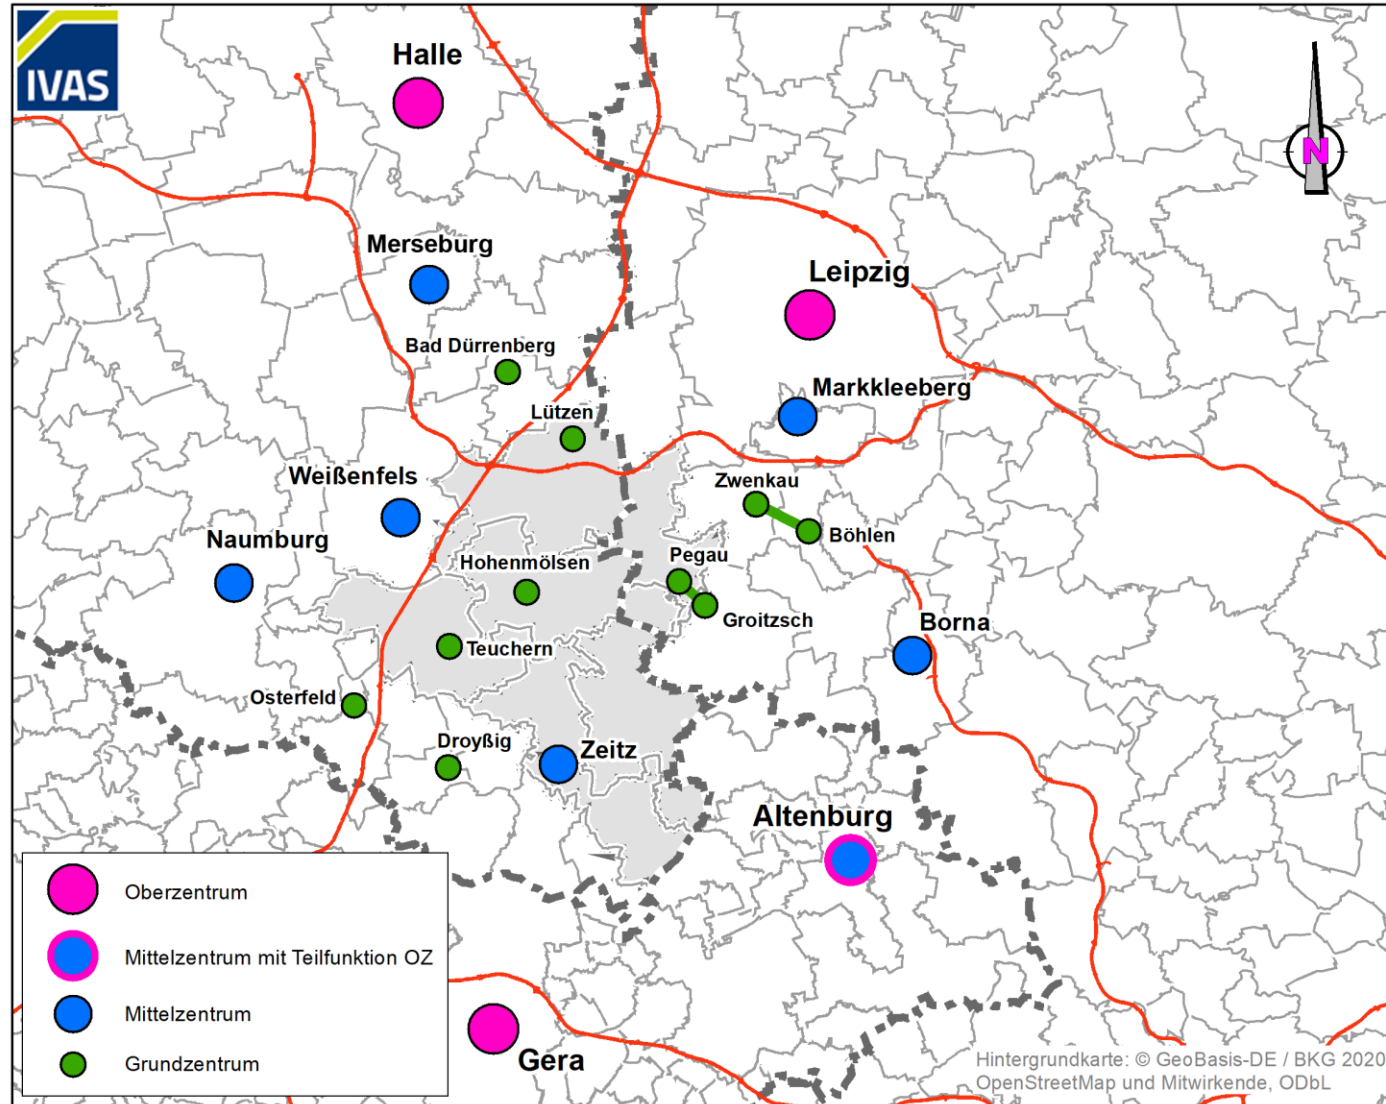 IVAS
Halle
N
Merseburg
Leipzig
Bad Dürrenberg
Markkleeberg
Lützen
Weißenfels
Zwenkau
Naumburg
Böhlen
Pegau
Hohenmölsen
Groitzsch
Borna
Teuchern
Osterfeld
Droyßig
Zeitz
Altenburg
Oberzentrum
Mittelzentrum mit Teilfunktion OZ
Mittelzentrum
Grundzentrum
Gera
Hintergrundkarte: © GeoBasis-DE / BKG 2020
OpenStreetMap und Mitwirkende, ODbL